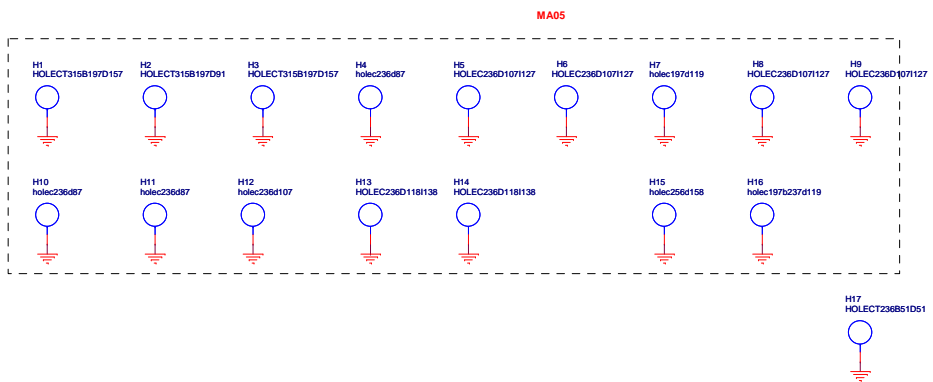 MA05
H1
HOLECT315B197D157
H2
HOLECT315B197D91
H3
HOLECT315B197D157
H4
holec236d87
H5
HOLEC236D107I127
H6
HOLEC236D107I127
H7
holec197d119
H8
HOLEC236D107I127
H9
HOLEC236D107I127
H10
holec236d87
H11
holec236d87
H12
holec236d107
H13
HOLEC236D118I138
H14
HOLEC236D118I138
H15
holec256d158
H16
holec197b237d119
H17
HOLECT236B51D51